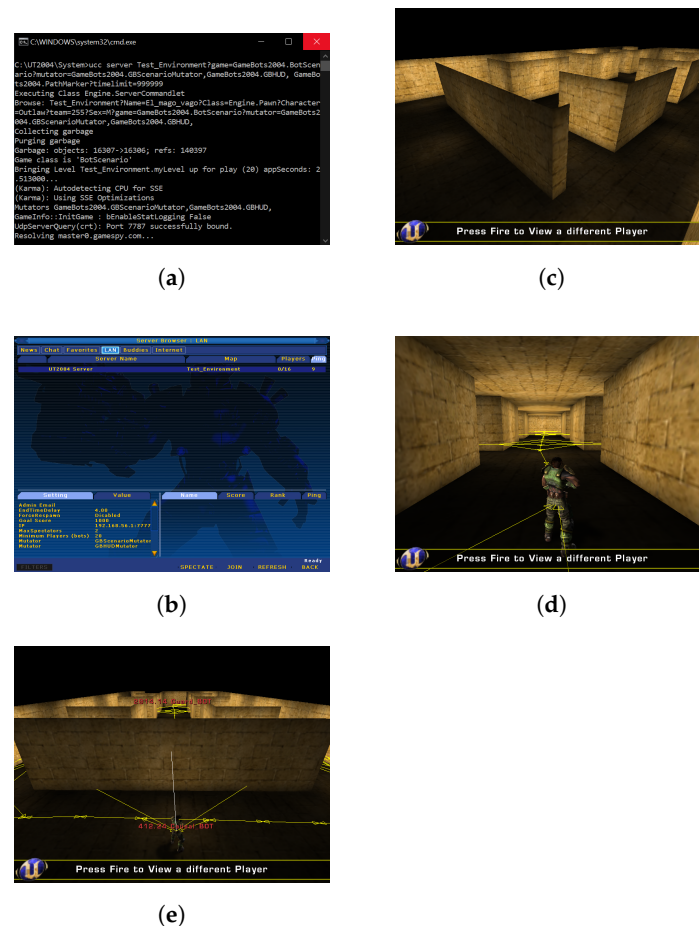 C:\WINDOWS\system32\cmd.exe
C:\UT2004\System>ucc server Test_Environment?game=GameBots2004.BotScen
ario?mutator=GameBots2004.GBScenarioMutator,GameBots2004.GBHUD, GameBo
ts2004.PathMarker?timelimit=999999
Executing Class Engine.ServerCommandlet
Browse: Test_Environment?Name=El_mago_vago?Class=Engine.Pawn?Character
=Outlaw?team=255?Sex=M?game=GameBots2004.BotScenario?mutator=GameBots2
004.GBScenarioMutator,GameBots2004.GBHUD,
Collecting garbage
Purging garbage
Garbage: objects: 16307->16306; refs: 140397
Game class is 'BotScenario'
Bringing Level Test_Environment.myLevel up for play (20) appSeconds: 2
.513000...
(Karma): Autodetecting CPU for SSE
(Karma): Using SSE Optimizations
Mutators GameBots2004.GBScenarioMutator,GameBots2004.GBHUD,
GameInfo::InitGame : bEnableStatLogging False
UdpServerQuery(crt): Port 7787 successfully bound.
Resolving master0.gamespy.com...
(a)
Press Fire to View a different Player
(c)
Server Browser : LAN
News Chat Favorites LAN Buddies Internet
Server Name Map Players Ping
UT2004 Server Test_Environment 0/16 9
Setting Value Name Score Rank Ping
Admin Email
EndTimeDelay 4.00
ForceRespawn Disabled
Goal Score 1000
IP 192.168.56.1:7777
MaxSpectators 2
Minimum Players (bots) 20
Mutator GBScenarioMutator
Mutator GBHUDMutator
Ready
FILTERS SPECTATE JOIN REFRESH BACK
(b)
Press Fire to View a different Player
(d)
BOT
Press Fire to View a different Player
(e)